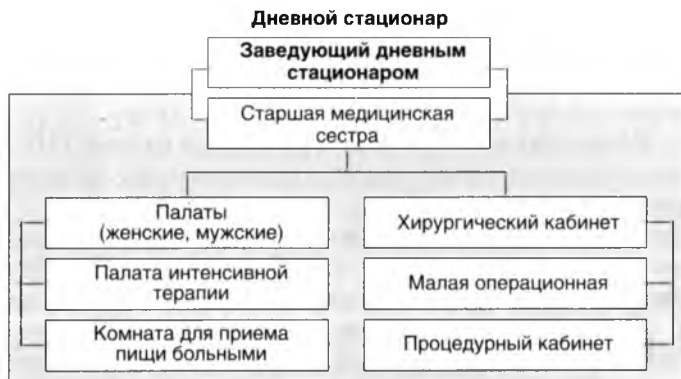 Дневной стационар
Заведующий дневным
стационаром
Старшая медицинская
сестра
Палаты
(женские, мужские)
Палата интенсивной
терапии
Комната для приема
пищи больными
Хирургический кабинет
Малая операционная
Процедурный кабинет